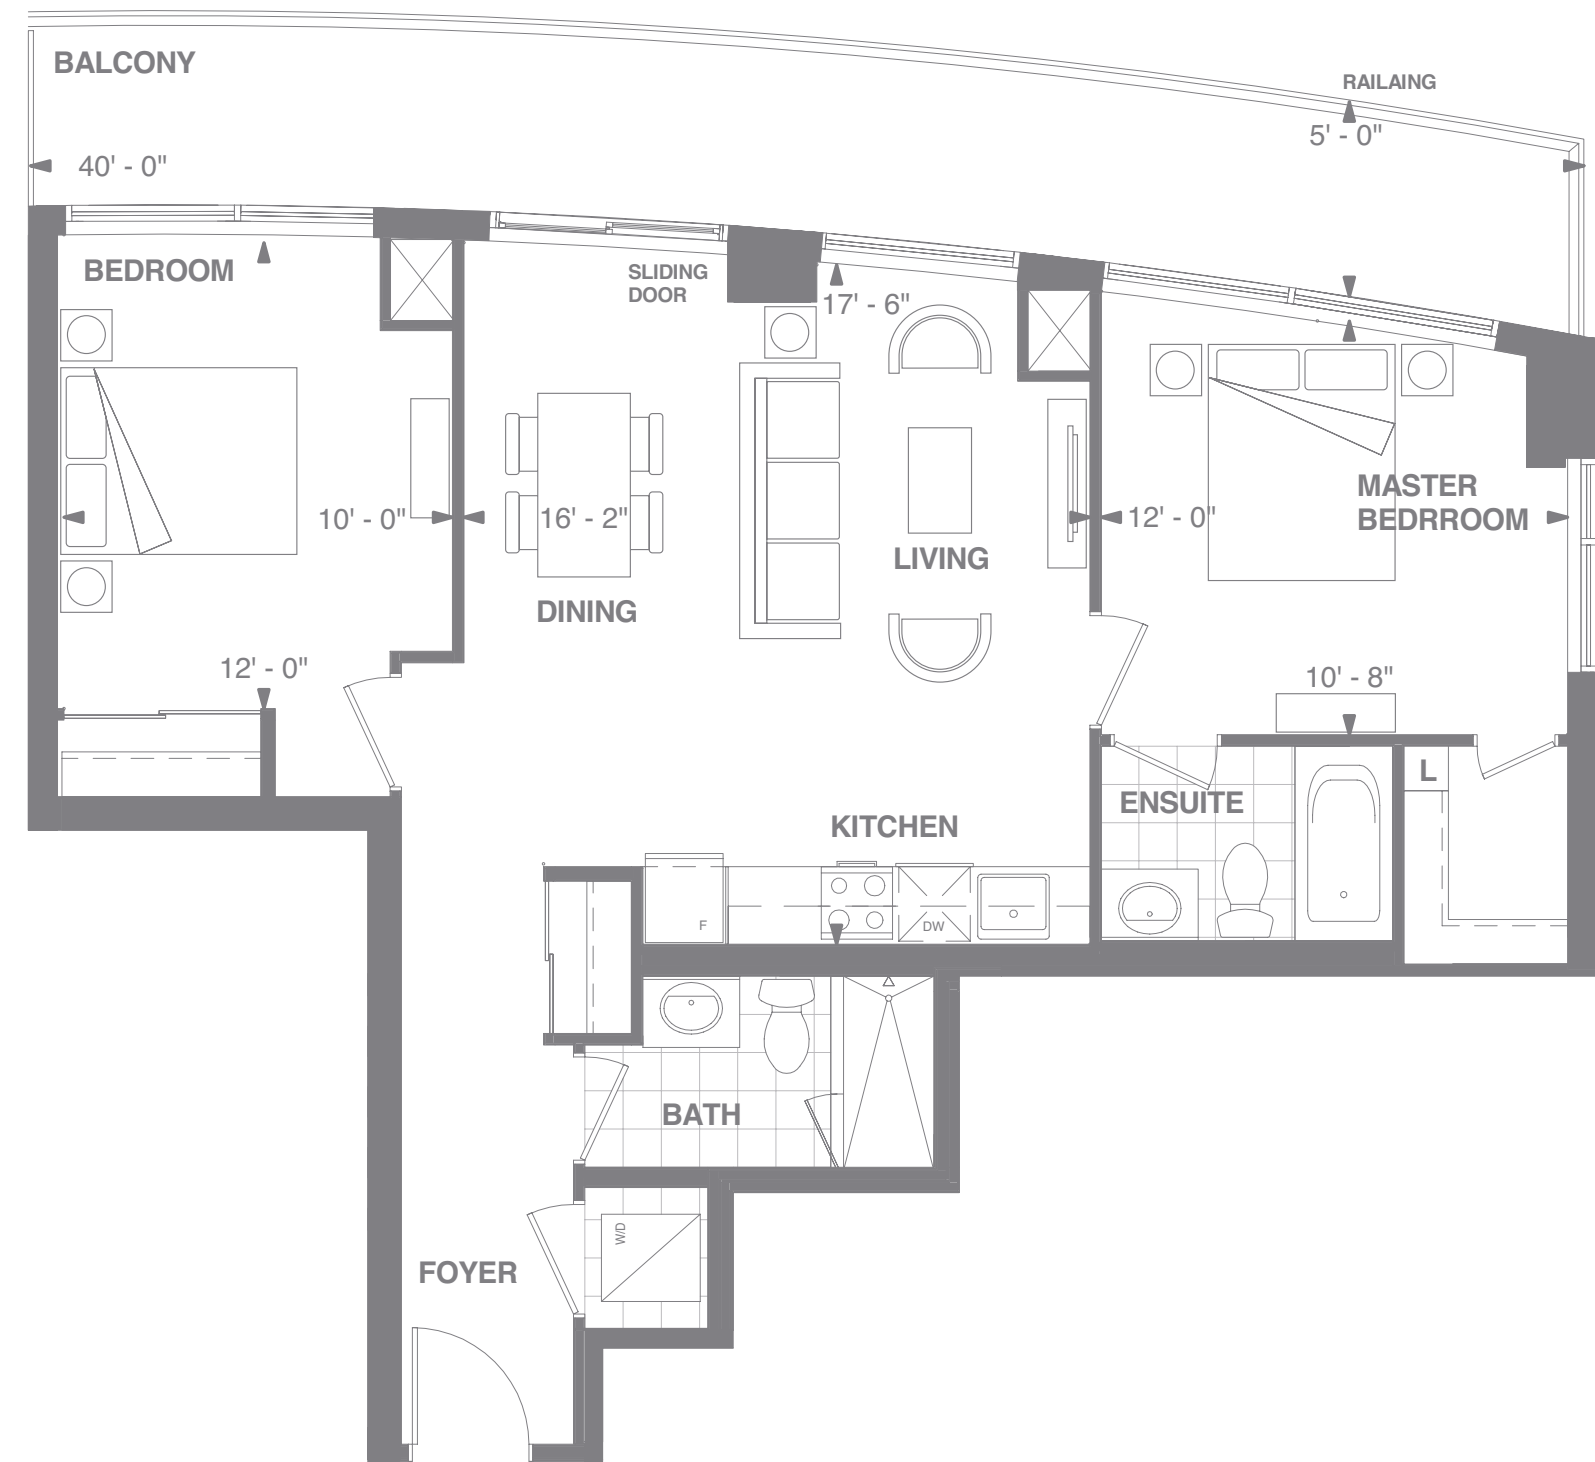 BALCONY
RAILAING
5' - 0"
40' - 0"
BEDROOM
SLIDING
DOOR
17' - 6"
MASTER
BEDRROOM
10' - 0"
16' - 2"
12' - 0"
LIVING
DINING
12' - 0"
10' - 8"
L
ENSUITE
KITCHEN
F
DW
BATH
W/D
FOYER